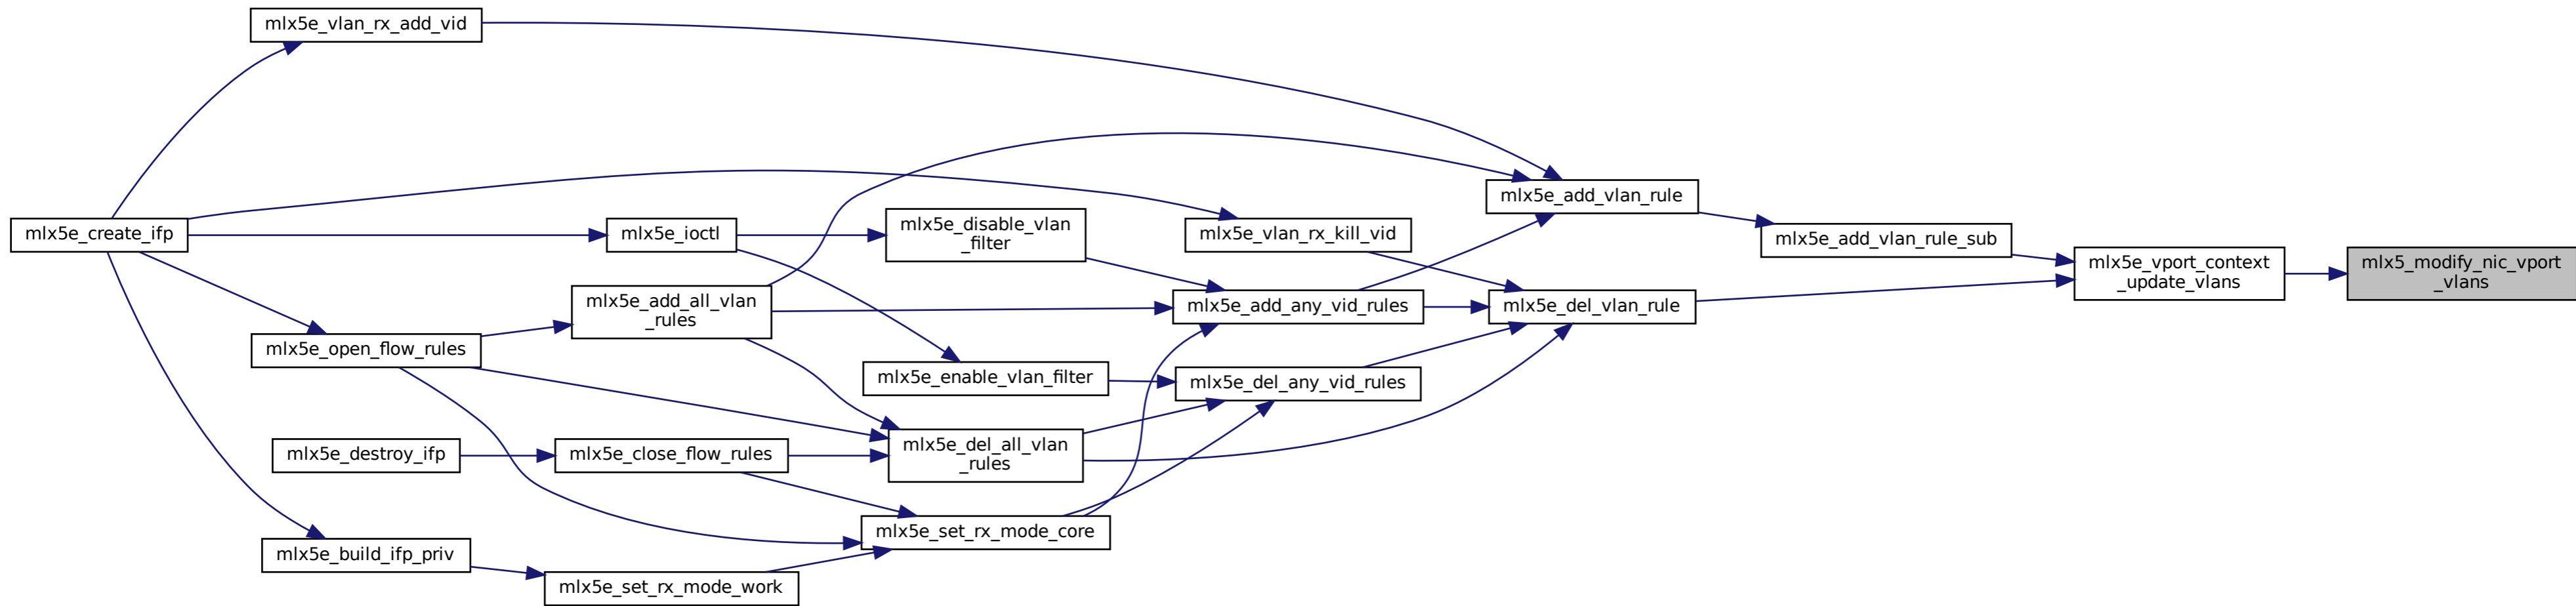 mlx5e_vlan_rx_add_vid
mlx5e_create_ifp
mlx5e_ioctl
mlx5e_open_flow_rules
mlx5e_add_all_vlan
_rules
mlx5e_destroy_ifp
mlx5e_close_flow_rules
mlx5e_build_ifp_priv
mlx5e_set_rx_mode_work
mlx5e_disable_vlan
_filter
mlx5e_enable_vlan_filter
mlx5e_del_all_vlan
_rules
mlx5e_set_rx_mode_core
mlx5e_vlan_rx_kill_vid
mlx5e_add_any_vid_rules
mlx5e_del_any_vid_rules
mlx5e_add_vlan_rule
mlx5e_del_vlan_rule
mlx5e_add_vlan_rule_sub
mlx5e_vport_context
_update_vlans
mlx5_modify_nic_vport
_vlans